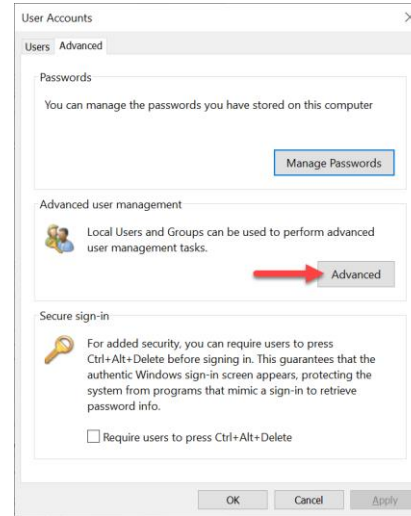 User Accounts
Users Advanced
Passwords
You can manage the passwords you have stored on this computer
Manage Passwords
Advanced user management
Local Users and Groups can be used to perform advanced
user management tasks.
Advanced
Secure sign-in
For added security, you can require users to press
Ctrl+Alt+Delete before signing in. This guarantees that the
authentic Windows sign-in screen appears, protecting the
system from programs that mimic a sign-in to retrieve
password info.
Require users to press Ctrl+Alt+Delete
OK Cancel Apply